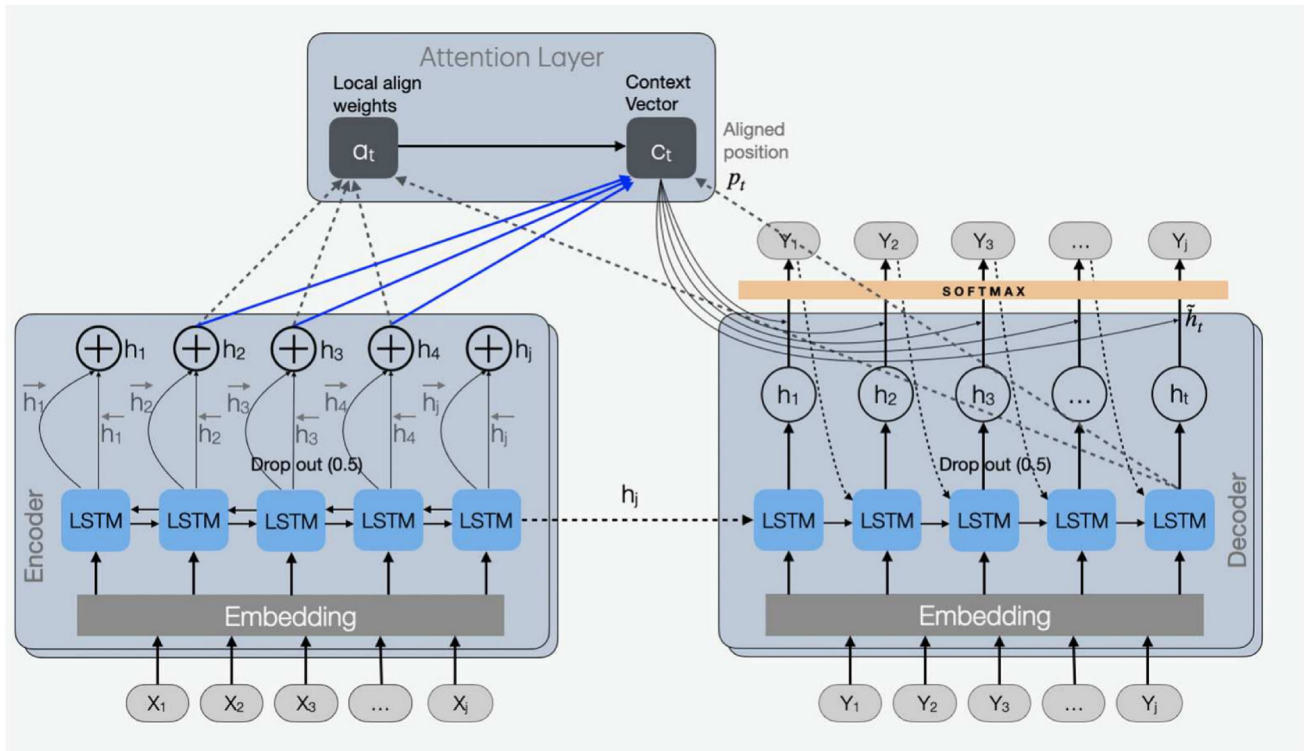 Attention Layer
Local align
weights
Context
Vector
aₜ
cₜ
Aligned
position
pₜ
Y₁ Y₂ Y₃ ... Yⱼ
SOFTMAX
h̃ₜ
h₁ h₂ h₃ h₄ hⱼ
h₁ h₂ h₃ ... hₜ
→h₁ →h₂ →h₃ →h₄ →hⱼ
←h₁ ←h₂ ←h₃ ←h₄ ←hⱼ
Drop out (0.5)
Drop out (0.5)
Encoder
LSTM LSTM LSTM LSTM LSTM
hⱼ
LSTM LSTM LSTM LSTM LSTM
Decoder
Embedding
Embedding
X₁ X₂ X₃ ... Xⱼ
Y₁ Y₂ Y₃ ... Yⱼ